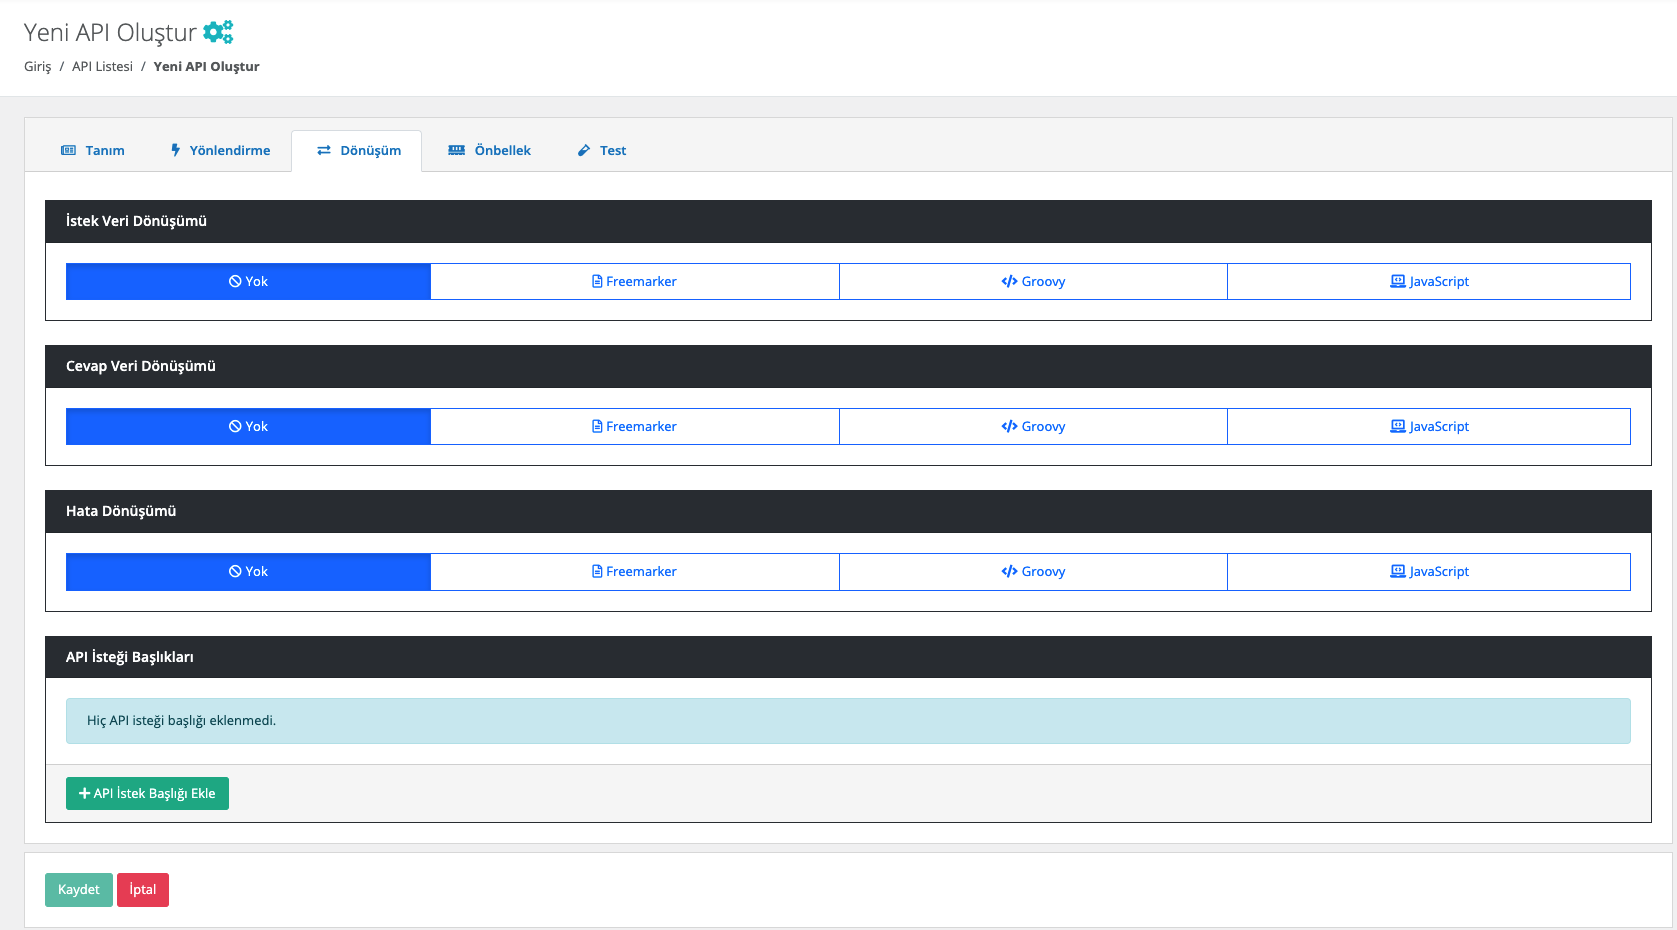 Yeni API Oluştur
Giriş / API Listesi / Yeni API Oluştur
Tanım Yönlendirme Dönüşüm Önbellek Test
İstek Veri Dönüşümü
Yok Freemarker Groovy JavaScript
Cevap Veri Dönüşümü
Yok Freemarker Groovy JavaScript
Hata Dönüşümü
Yok Freemarker Groovy JavaScript
API İsteği Başlıkları
Hiç API isteği başlığı eklenmedi.
API İstek Başlığı Ekle
Kaydet İptal